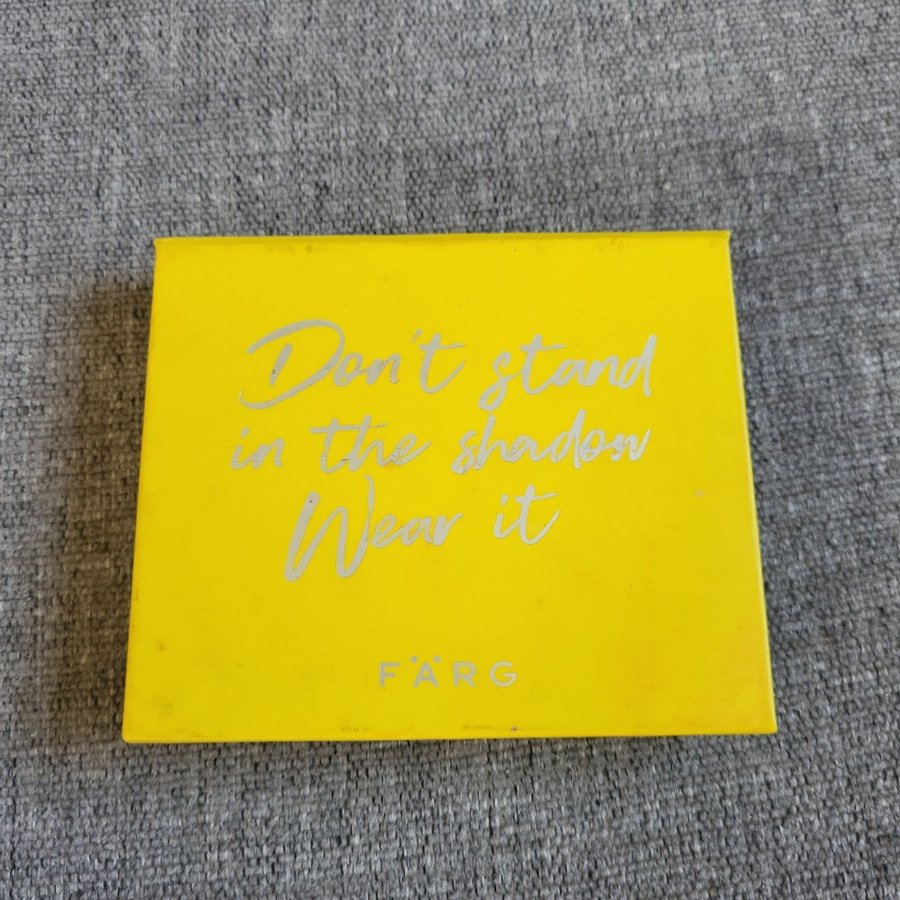 Don't stand
in the shadow
Wear it
FÄRG